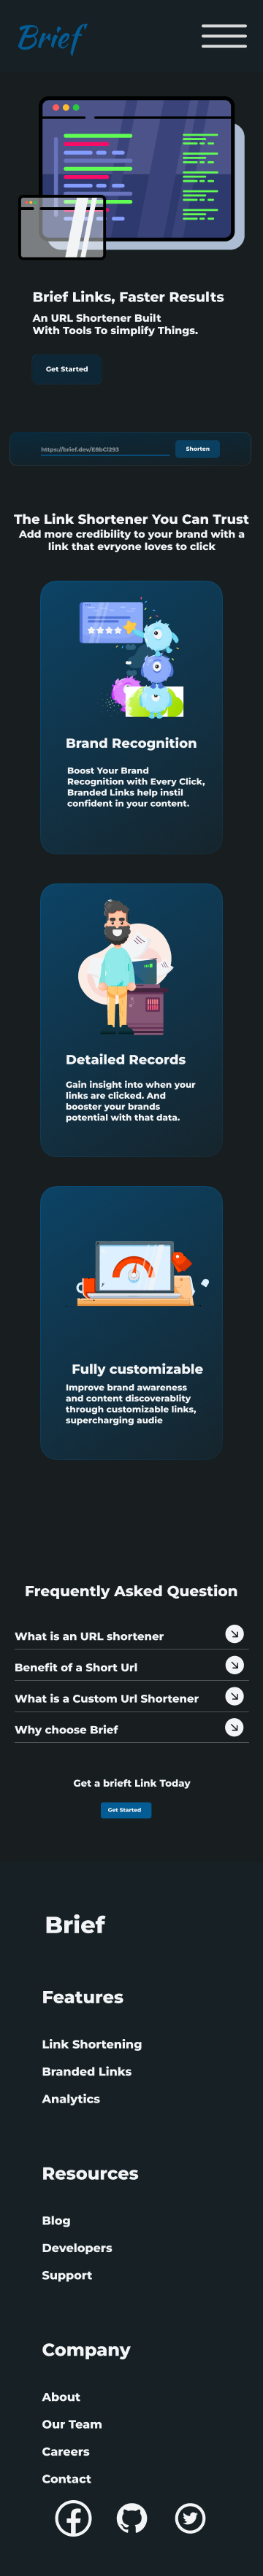 Brief
Brief Links, Faster Results
An URL Shortener Built
With Tools To simplify Things.
Get Started
https://brief.dev/E8bCl293
Shorten
The Link Shortener You Can Trust
Add more credibility to your brand with a
link that evryone loves to click
Brand Recognition
Boost Your Brand
Recognition with Every Click,
Branded Links help instil
confident in your content.
Detailed Records
Gain insight into when your
links are clicked. And
booster your brands
potential with that data.
Fully customizable
Improve brand awareness
and content discoverablity
through customizable links,
supercharging audie
Frequently Asked Question
What is an URL shortener
Benefit of a Short Url
What is a Custom Url Shortener
Why choose Brief
Get a brieft Link Today
Get Started
Brief
Features
Link Shortening
Branded Links
Analytics
Resources
Blog
Developers
Support
Company
About
Our Team
Careers
Contact